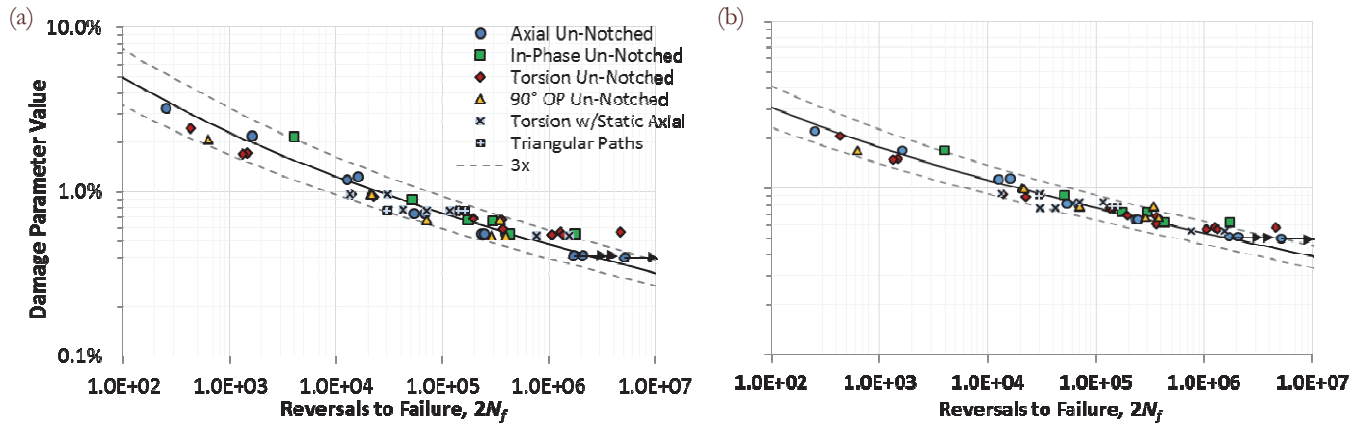 (a)
(b)
10.0%
1.0%
0.1%
Damage Parameter Value
Axial Un-Notched
In-Phase Un-Notched
Torsion Un-Notched
90° OP Un-Notched
Torsion w/Static Axial
Triangular Paths
3x
1.0E+02 1.0E+03 1.0E+04 1.0E+05 1.0E+06 1.0E+07
Reversals to Failure, 2Nf
1.0E+02 1.0E+03 1.0E+04 1.0E+05 1.0E+06 1.0E+07
Reversals to Failure, 2Nf